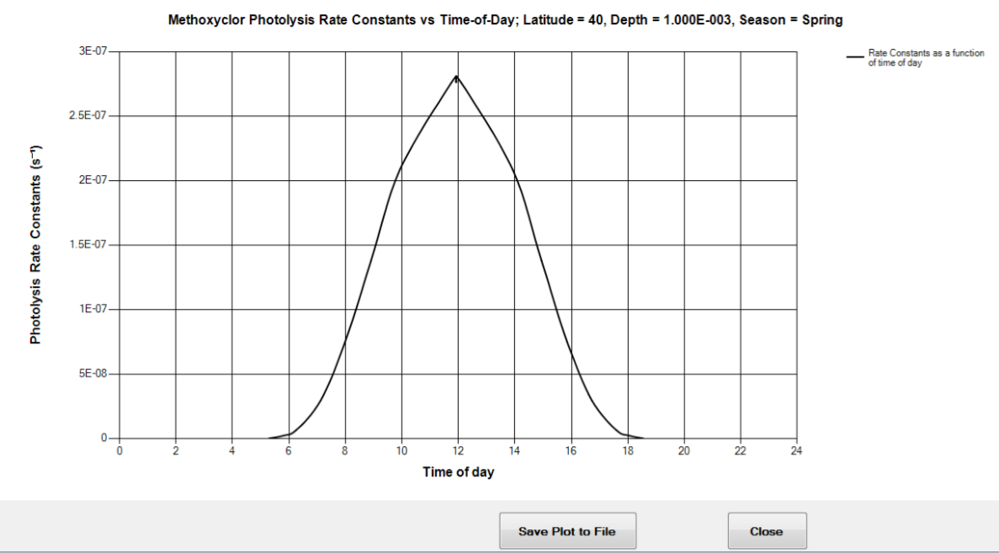 Methoxyclor Photolysis Rate Constants vs Time-of-Day; Latitude = 40, Depth = 1.000E-003, Season = Spring
Rate Constants as a function
of time of day
Photolysis Rate Constants (s⁻¹)
3E-07
2.5E-07
2E-07
1.5E-07
1E-07
5E-08
0
0 2 4 6 8 10 12 14 16 18 20 22 24
Time of day
Save Plot to File
Close